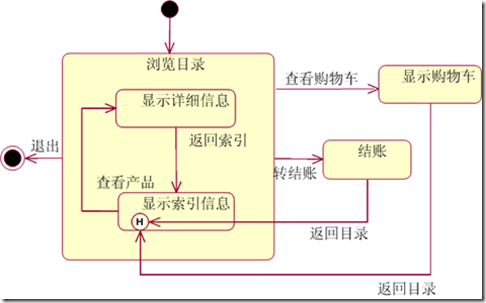 浏览目录
查看购物车
显示购物车
显示详细信息
退出
返回索引
结账
转结账
查看产品
显示索引信息
H
返回目录
返回目录